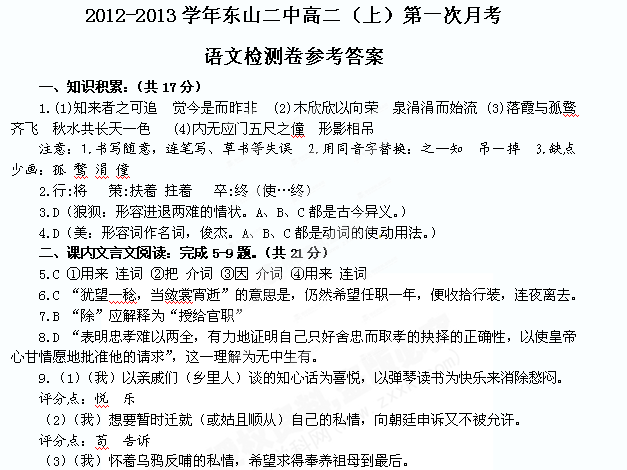 2012-2013 学年东山二中高二（上）第一次月考
语文检测卷参考答案
一、知识积累:（共 17 分）
1.(1)知来者之可追　觉今是而昨非　(2)木欣欣以向荣　泉涓涓而始流 (3)落霞与孤鹜
齐飞　秋水共长天一色　　(4)内无应门五尺之僮　形影相吊
注意：1.书写随意，连笔写、草书等失误　2.用同音字替换：之—知　吊—掉　3.缺点
少画：孤 鹜 涓 僮
2.行:将　　策:扶着 拄着　　卒:终（使…终）
3.D（狼狈：形容进退两难的情状。A、B、C 都是古今异义。）
4.D（美：形容词作名词，俊杰。A、B、C 都是动词的使动用法。）
二、课内文言文阅读：完成 5-9 题。（共 21 分）
5.C ①用来 连词 ②把 介词 ③因 介词 ④用来 连词
6.C “犹望一稔，当敛裳宵逝”的意思是，仍然希望任职一年，便收拾行装，连夜离去。
7.B “除”应解释为“授给官职”
8.D “表明忠孝难以两全，有力地证明自己只好舍忠而取孝的抉择的正确性，以使皇帝
心甘情愿地批准他的请求”，这一理解为无中生有。
9.（1）（我）以亲戚们（乡里人）谈的知心话为喜悦，以弹琴读书为快乐来消除愁闷。
评分点：悦　乐
（2）（我）想要暂时迁就（或姑且顺从）自己的私情，向朝廷申诉又不被允许。
评分点：苟　告诉
（3）（我）怀着乌鸦反哺的私情，希望求得奉养祖母到最后。